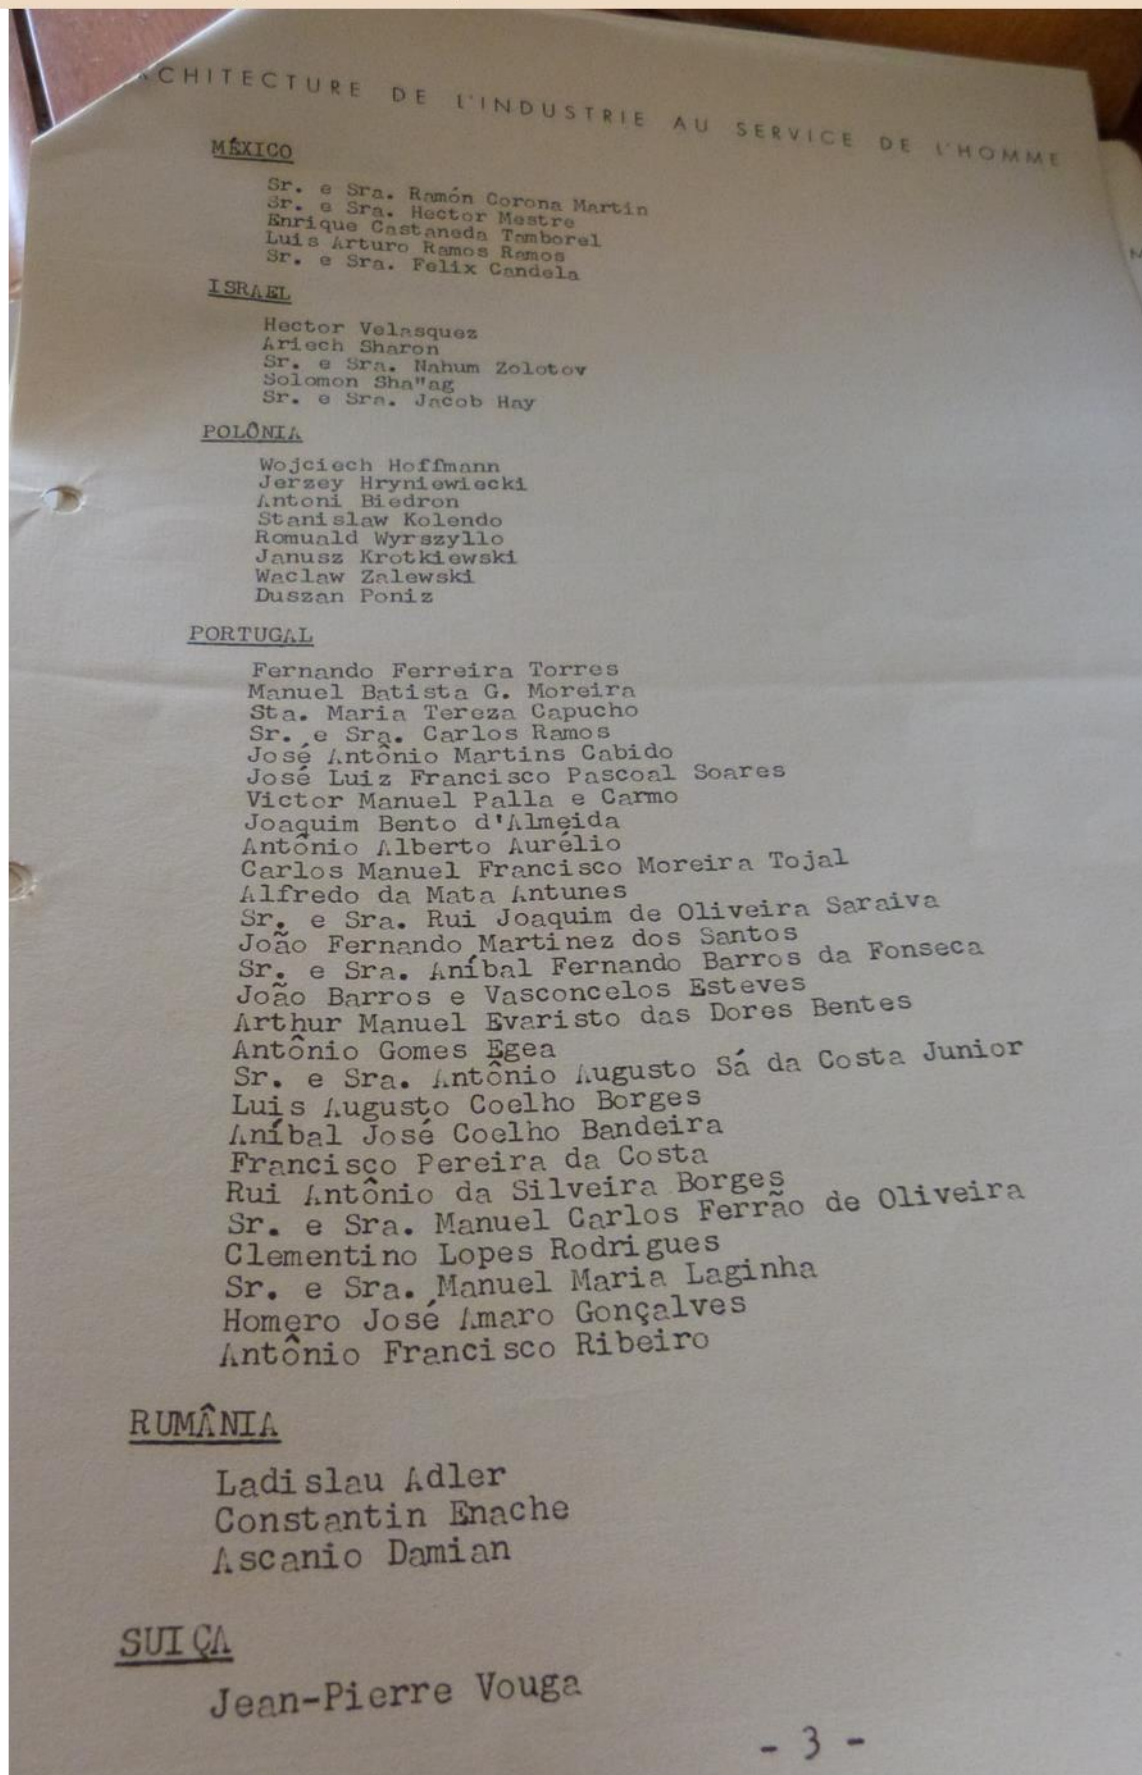 RCHITECTURE DE L'INDUSTRIE AU SERVICE DE L'HOMME
MÉXICO
Sr. e Sra. Ramón Corona Martin
Sr. e Sra. Hector Mestre
Enrique Castaneda Tamborel
Luis Arturo Ramos Ramos
Sr. e Sra. Felix Candela
ISRAEL
Hector Velasquez
Ariech Sharon
Sr. e Sra. Nahum Zolotov
Solomon Sha"ag
Sr. e Sra. Jacob Hay
POLÔNIA
Wojciech Hoffmann
Jerzey Hryniewiecki
Antoni Biedron
Stanislaw Kolendo
Romuald Wyrszyllo
Janusz Krotkiewski
Waclaw Zalewski
Duszan Poniz
PORTUGAL
Fernando Ferreira Torres
Manuel Batista G. Moreira
Sta. Maria Tereza Capucho
Sr. e Sra. Carlos Ramos
José Antônio Martins Cabido
José Luiz Francisco Pascoal Soares
Victor Manuel Palla e Carmo
Joaquim Bento d'Almeida
Antônio Alberto Aurélio
Carlos Manuel Francisco Moreira Tojal
Alfredo da Mata Antunes
Sr. e Sra. Rui Joaquim de Oliveira Saraiva
João Fernando Martinez dos Santos
Sr. e Sra. Aníbal Fernando Barros da Fonseca
João Barros e Vasconcelos Esteves
Arthur Manuel Evaristo das Dores Bentes
Antônio Gomes Egea
Sr. e Sra. Antônio Augusto Sá da Costa Junior
Luis Augusto Coelho Borges
Aníbal José Coelho Bandeira
Francisco Pereira da Costa
Rui Antônio da Silveira Borges
Sr. e Sra. Manuel Carlos Ferrão de Oliveira
Clementino Lopes Rodrigues
Sr. e Sra. Manuel Maria Laginha
Homero José Amaro Gonçalves
Antônio Francisco Ribeiro
RUMÂNIA
Ladislau Adler
Constantin Enache
Ascanio Damian
SUIÇA
Jean-Pierre Vouga
- 3 -